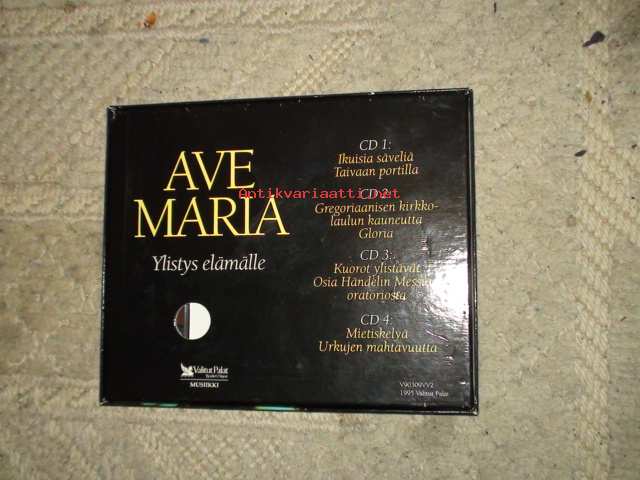 AVE
MARIA
Ylistys elämälle
CD 1:
Ikuisia säveliä
Taivaan portilla
CD 2:
Gregoriaanisen kirkko-
laulun kauneutta
Gloria
CD 3:
Kuorot ylistävät
Osia Händelin Messias
oratoriosta
CD 4
Mietiskelyä
Urkujen mahtavuutta
Antikvariaatti.net
Valitut Palat
MUSIIKKI
1995 Valitut Palat